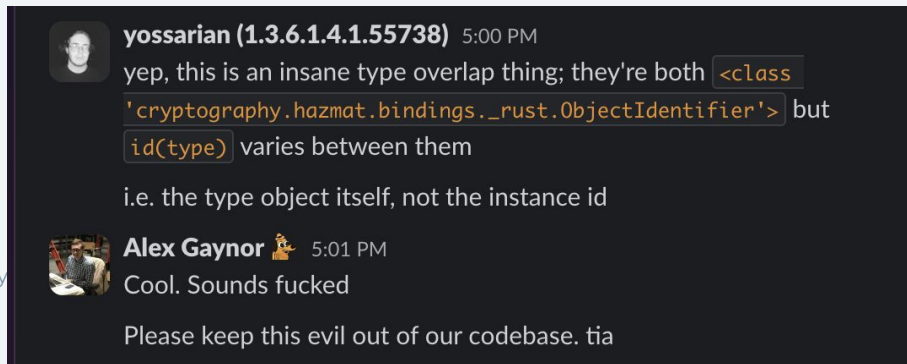 yossarian (1.3.6.1.4.1.55738) 5:00 PM
yep, this is an insane type overlap thing; they're both <class
'cryptography.hazmat.bindings._rust.ObjectIdentifier'> but
id(type) varies between them
i.e. the type object itself, not the instance id
Alex Gaynor 5:01 PM
Cool. Sounds fucked
Please keep this evil out of our codebase. tia
y